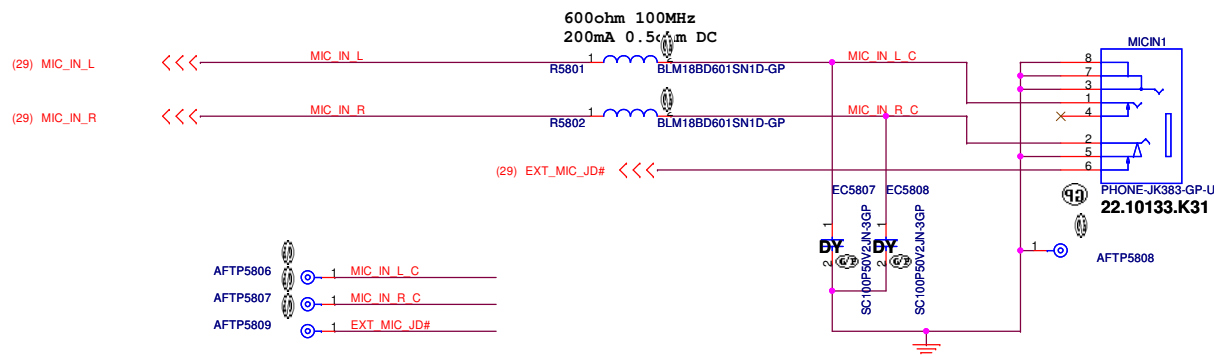 600ohm 100MHz
200mA 0.5ohm DC
MICIN1
(29) MIC_IN_L
MIC_IN_L
1
2
MIC_IN_L_C
R5801
BLM18BD601SN1D-GP
8
7
3
1
4
2
5
6
(29) MIC_IN_R
MIC_IN_R
1
2
MIC_IN_R_C
R5802
BLM18BD601SN1D-GP
(29) EXT_MIC_JD#
PHONE-JK383-GP-U
22.10133.K31
GP
EC5807
EC5808
1
1
DY
DY
2
2
GP
GP
SC100P50V2JN-3GP
SC100P50V2JN-3GP
1
AFTP5808
AFTP5806
1
MIC_IN_L_C
AFTP5807
1
MIC_IN_R_C
AFTP5809
1
EXT_MIC_JD#